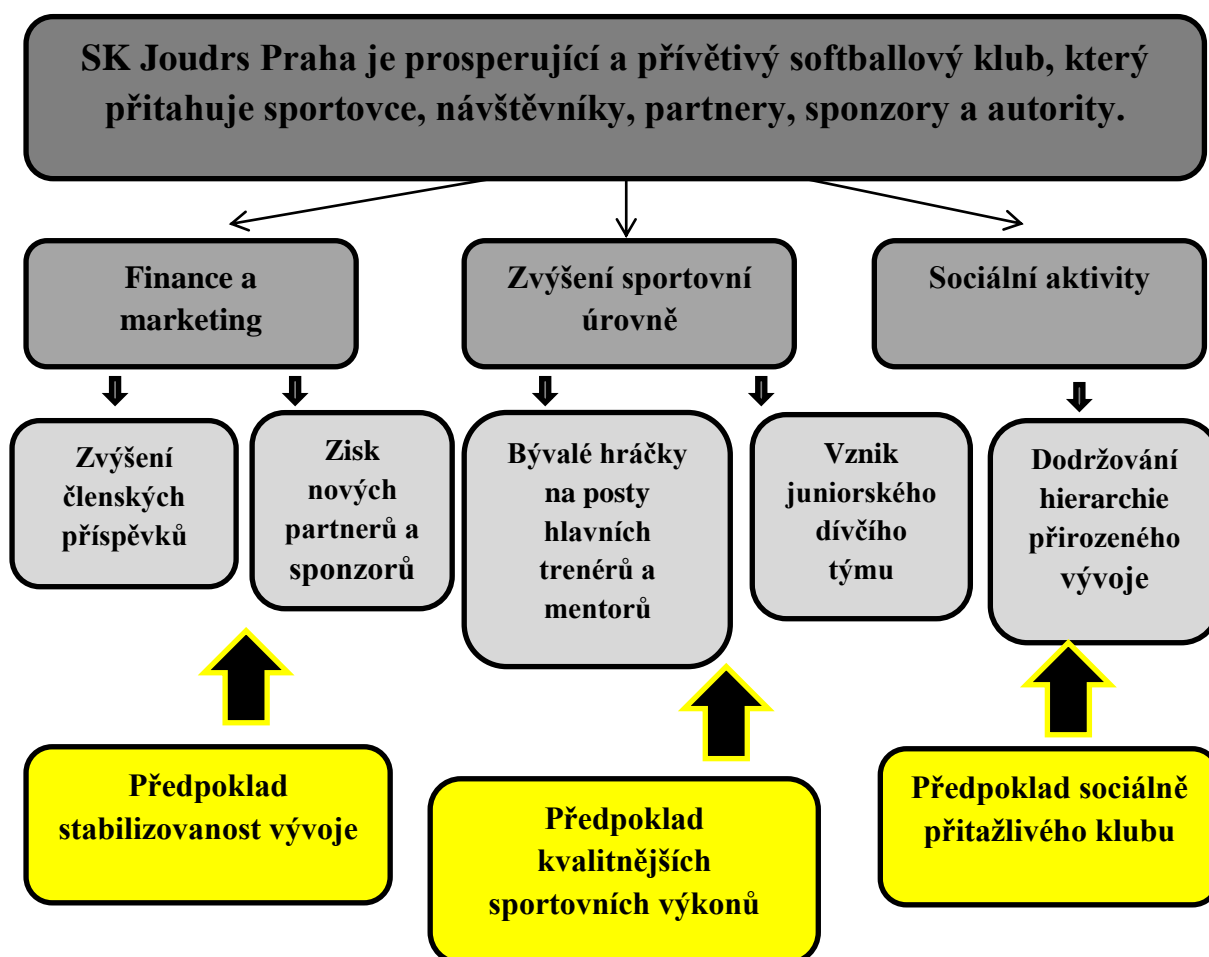 SK Joudrs Praha je prosperující a přívětivý softballový klub, který
přitahuje sportovce, návštěvníky, partnery, sponzory a autority.
Finance a
marketing
Zvýšení sportovní
úrovně
Sociální aktivity
Zvýšení
členských
příspěvků
Zisk
nových
partnerů a
sponzorů
Bývalé hráčky
na posty
hlavních
trenérů a
mentorů
Vznik
juniorského
dívčího
týmu
Dodržování
hierarchie
přirozeného
vývoje
Předpoklad
stabilizovanost vývoje
Předpoklad
kvalitnějších
sportovních výkonů
Předpoklad sociálně
přitažlivého klubu